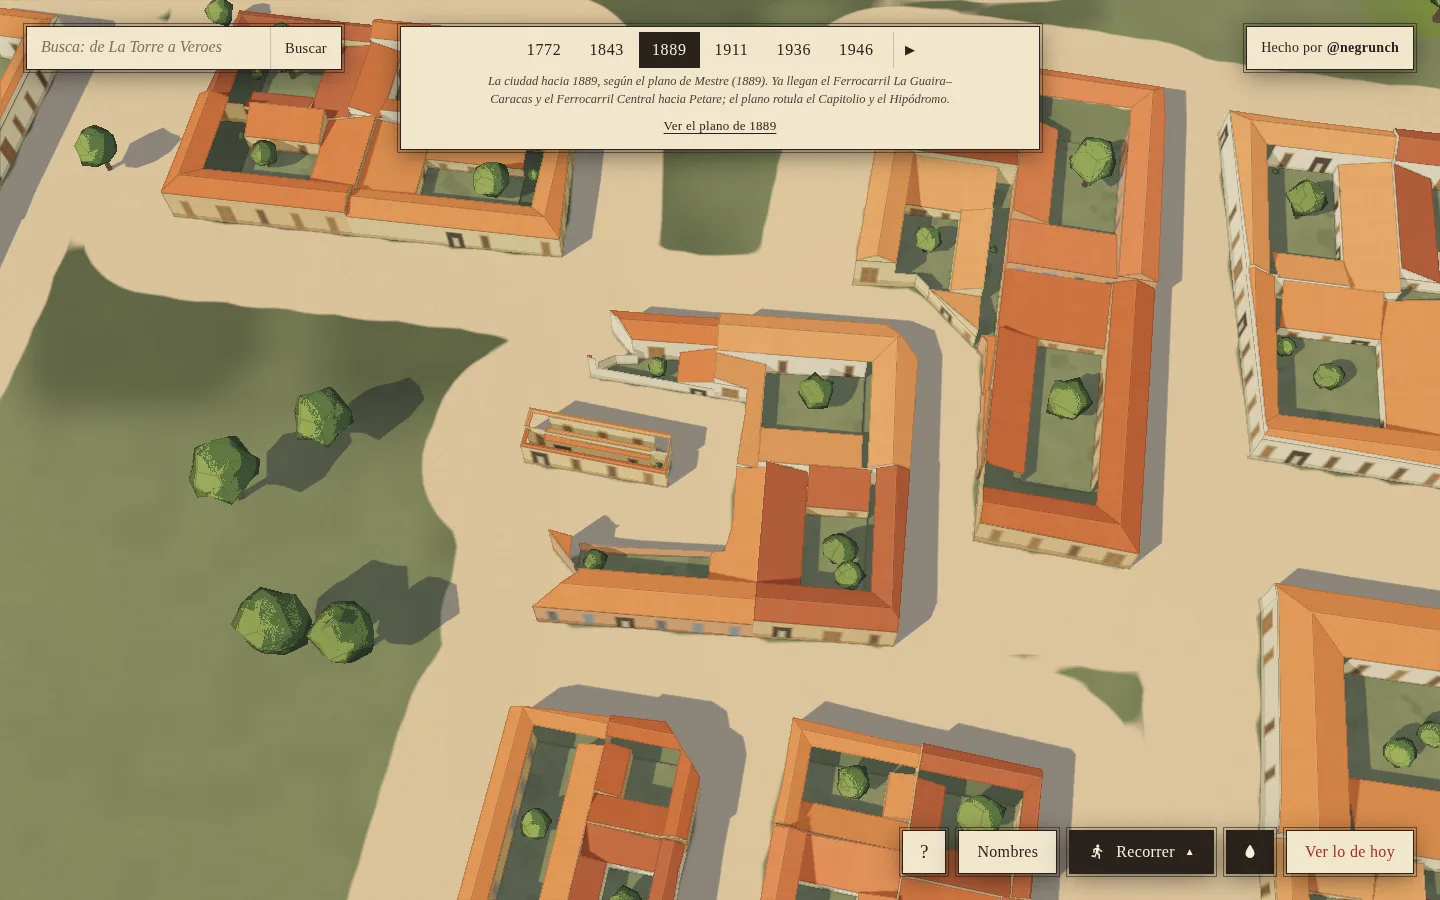 Busca: de La Torre a Veroes
Buscar
1772 1843 1889 1911 1936 1946 ▶
La ciudad hacia 1889, según el plano de Mestre (1889). Ya llegan el Ferrocarril La Guaira–
Caracas y el Ferrocarril Central hacia Petare; el plano rotula el Capitolio y el Hipódromo.
Ver el plano de 1889
Hecho por @negrunch
?
Nombres
Recorrer ▲
Ver lo de hoy